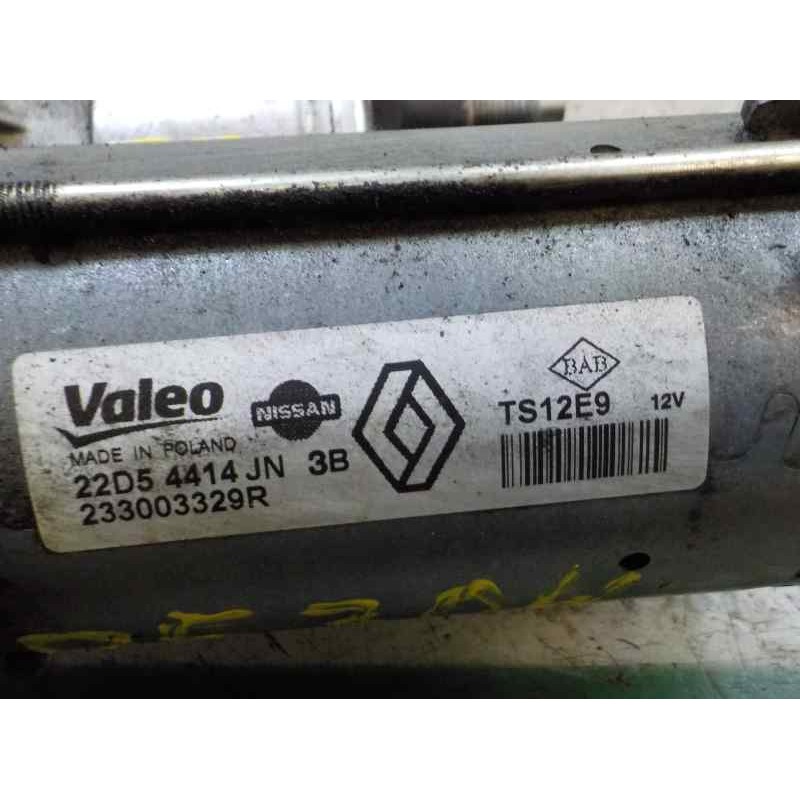 Valeo
MADE IN POLAND
22D5 4414 JN 3B
233003329R
NISSAN
BAB
TS12E9 12V